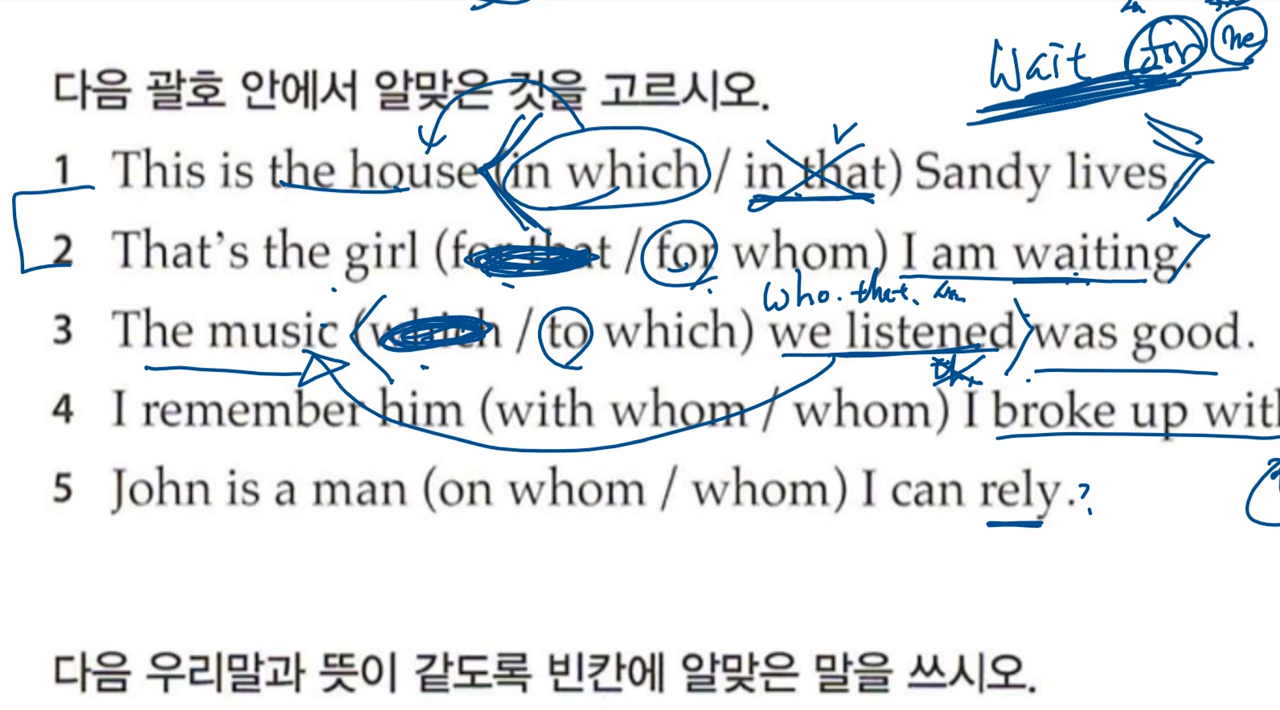 Wait for me
다음 괄호 안에서 알맞은 것을 고르시오.
1 This is the house (in which / in that) Sandy lives
2 That's the girl (for that / for whom) I am waiting.
who. that.
3 The music (which / to which) we listened was good.
4 I remember him (with whom / whom) I broke up with
5 John is a man (on whom / whom) I can rely.?
다음 우리말과 뜻이 같도록 빈칸에 알맞은 말을 쓰시오.